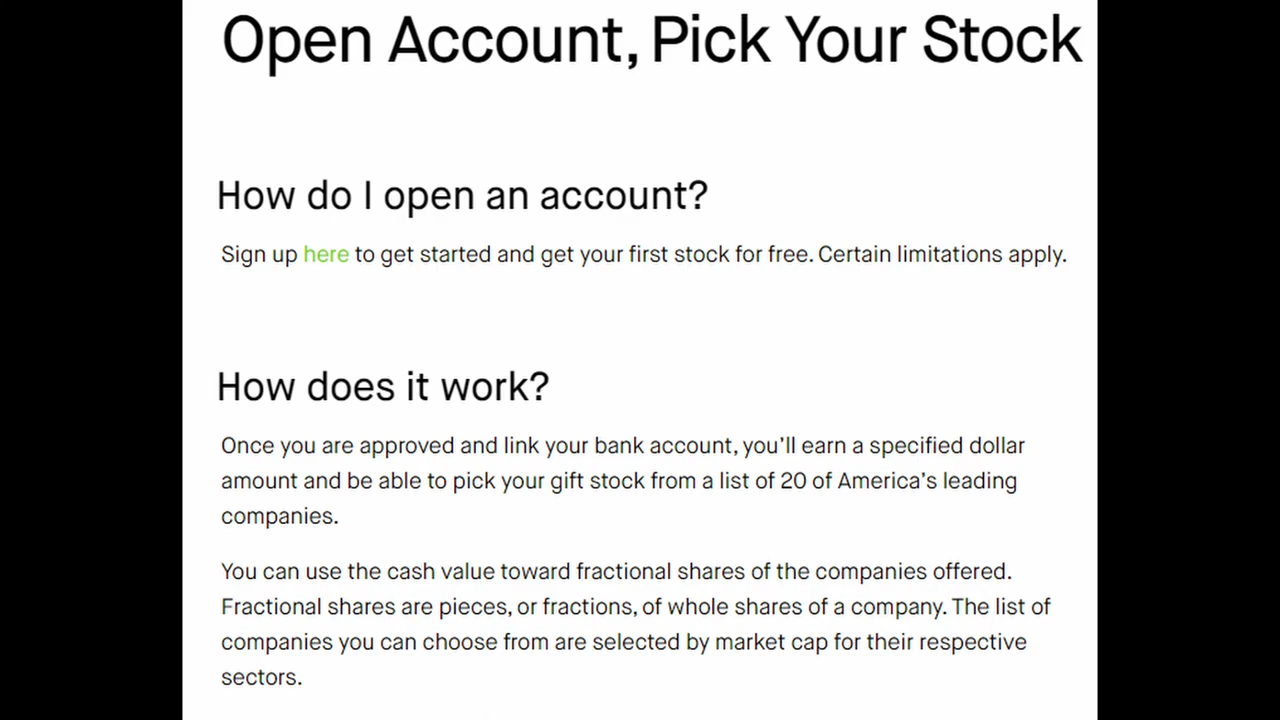 Open Account, Pick Your Stock
How do I open an account?
Sign up here to get started and get your first stock for free. Certain limitations apply.
How does it work?
Once you are approved and link your bank account, you’ll earn a specified dollar
amount and be able to pick your gift stock from a list of 20 of America’s leading
companies.
You can use the cash value toward fractional shares of the companies offered.
Fractional shares are pieces, or fractions, of whole shares of a company. The list of
companies you can choose from are selected by market cap for their respective
sectors.